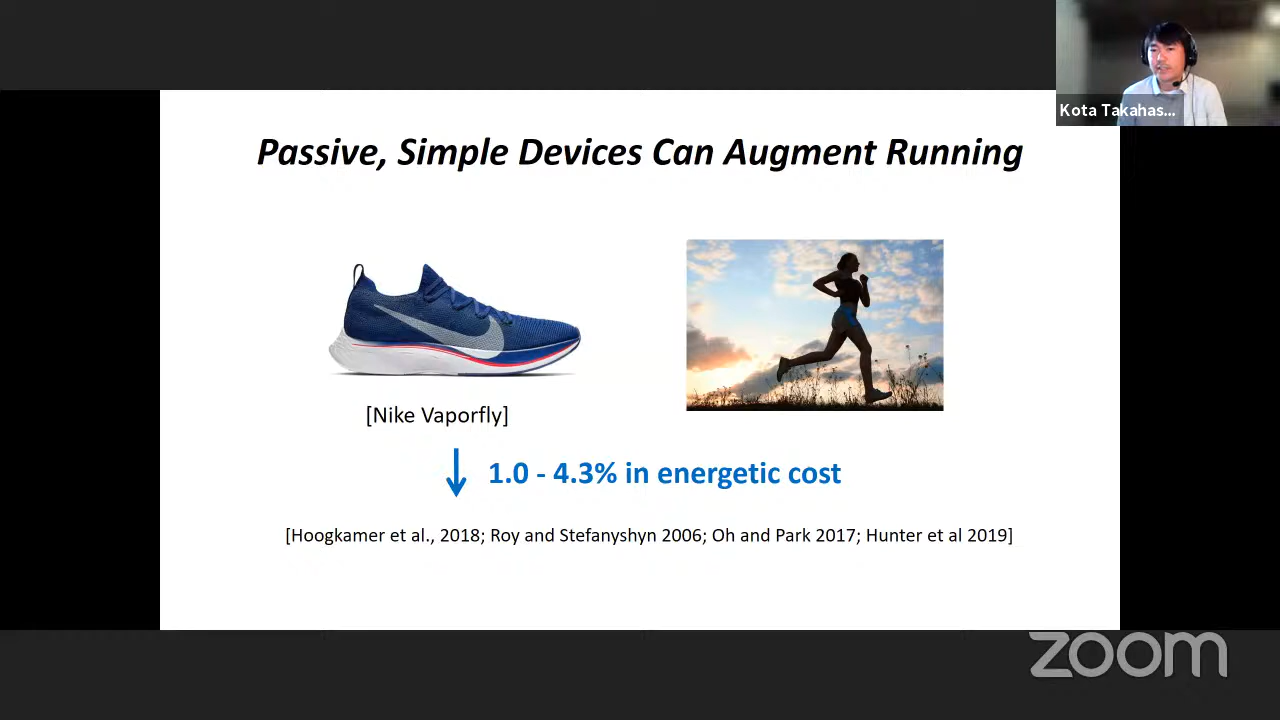 Kota Takahas...
Passive, Simple Devices Can Augment Running
[Nike Vaporfly]
1.0 - 4.3% in energetic cost
[Hoogkamer et al., 2018; Roy and Stefanyshyn 2006; Oh and Park 2017; Hunter et al 2019]
zoom